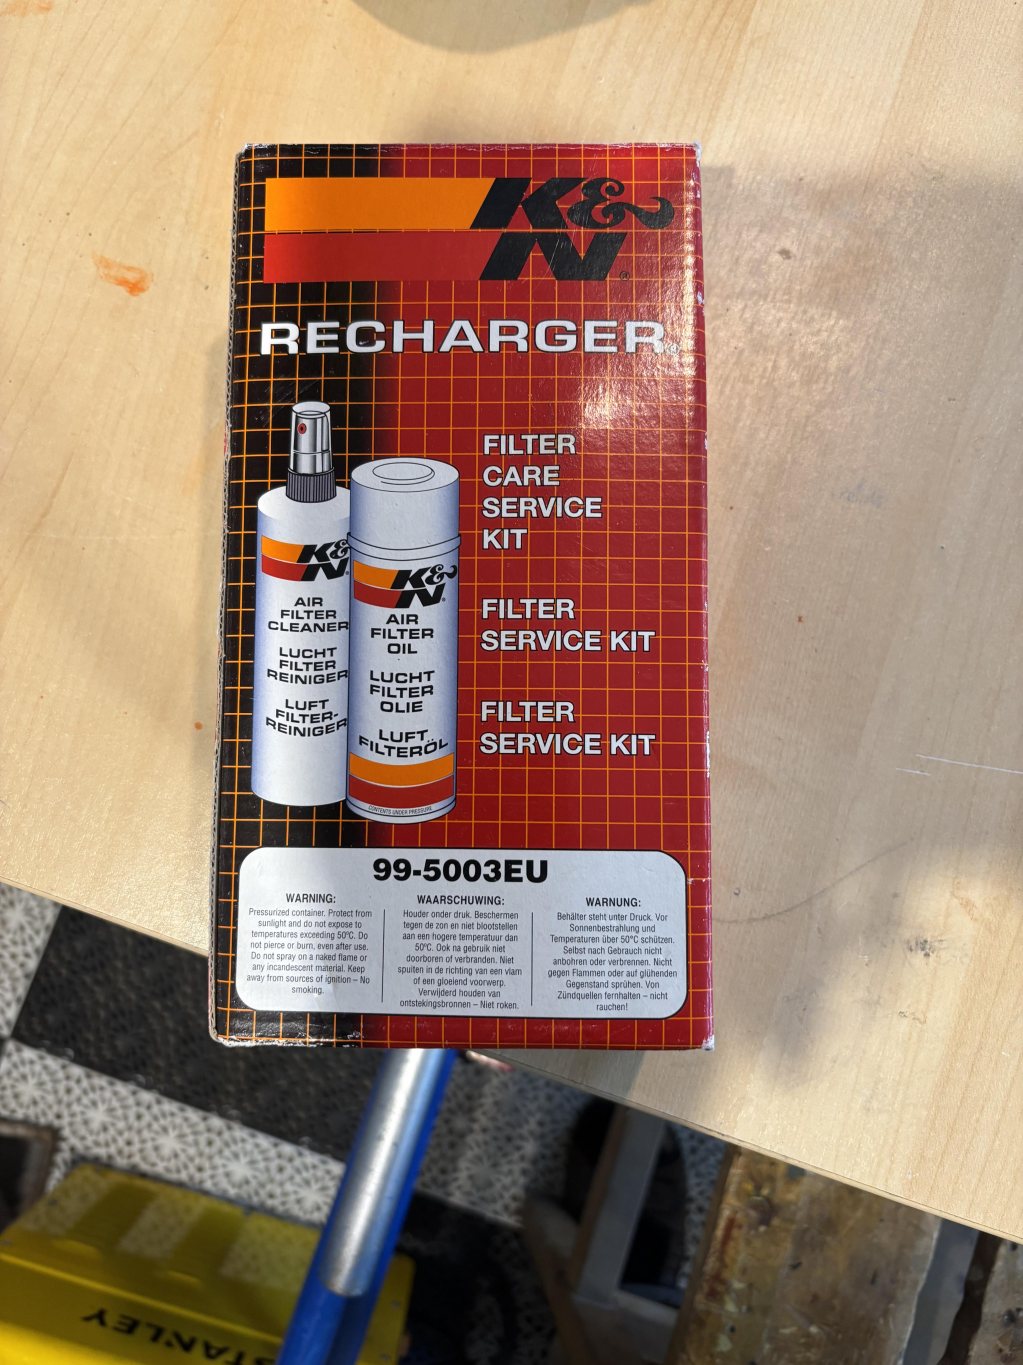 K&N®
RECHARGER®
FILTER
CARE
SERVICE
KIT
FILTER
SERVICE KIT
FILTER
SERVICE KIT
K&N®
AIR
FILTER
CLEANER
LUCHT
FILTER
REINIGER
LUFT
FILTER-
REINIGER
K&N®
AIR
FILTER
OIL
LUCHT
FILTER
OLIE
LUFT
FILTERÖL
CONTENTS UNDER PRESSURE
99-5003EU
WARNING:
Pressurized container. Protect from
sunlight and do not expose to
temperatures exceeding 50ºC. Do
not pierce or burn, even after use.
Do not spray on a naked flame or
any incandescent material. Keep
away from sources of ignition – No
smoking.
WAARSCHUWING:
Houder onder druk. Beschermen
tegen de zon en niet blootstellen
aan een hogere temperatuur dan
50ºC. Ook na gebruik niet
doorboren of verbranden. Niet
spuiten in de richting van een vlam
of een gloeiend voorwerp.
Verwijderd houden van
ontstekingsbronnen – Niet roken.
WARNUNG:
Behälter steht unter Druck. Vor
Sonnenbestrahlung und
Temperaturen über 50°C schützen.
Selbst nach Gebrauch nicht
anbohren oder verbrennen. Nicht
gegen Flammen oder auf glühenden
Gegenstand sprühen. Von
Zündquellen fernhalten – nicht
rauchen!
STANLEY
STANLEY